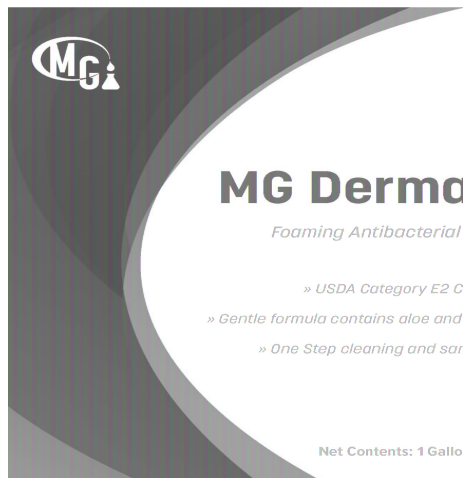 MG
MG Derma
Foaming Antibacterial
» USDA Category E2 C
» Gentle formula contains aloe and
» One Step cleaning and san
Net Contents: 1 Gallo